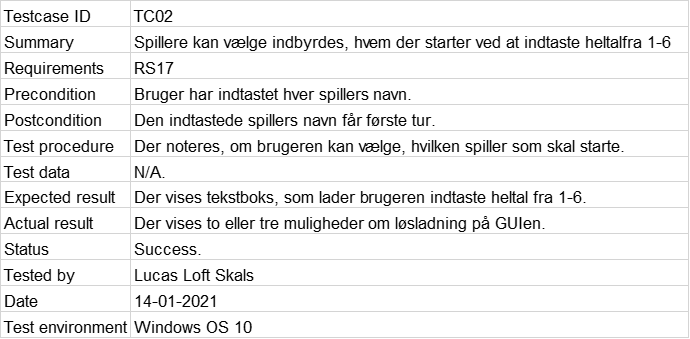 Testcase ID TC02
Summary Spillere kan vælge indbyrdes, hvem der starter ved at indtaste heltalfra 1-6
Requirements RS17
Precondition Bruger har indtastet hver spillers navn.
Postcondition Den indtastede spillers navn får første tur.
Test procedure Der noteres, om brugeren kan vælge, hvilken spiller som skal starte.
Test data N/A.
Expected result Der vises tekstboks, som lader brugeren indtaste heltal fra 1-6.
Actual result Der vises to eller tre muligheder om løsladning på GUIen.
Status Success.
Tested by Lucas Loft Skals
Date 14-01-2021
Test environment Windows OS 10